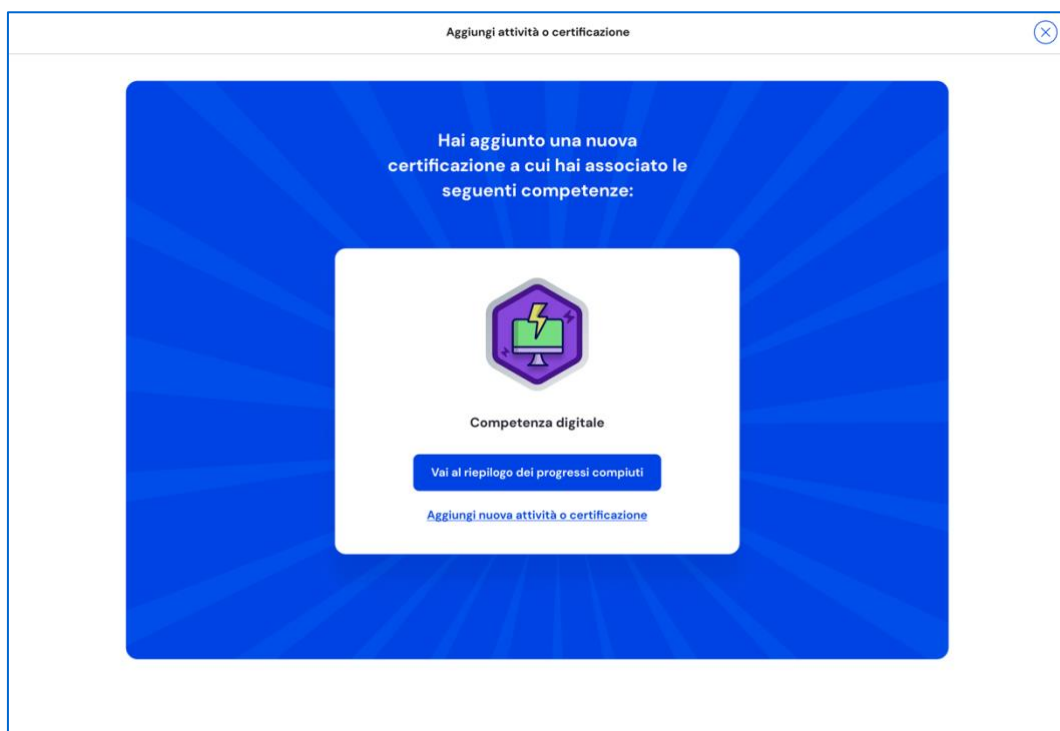 Aggiungi attività o certificazione
Hai aggiunto una nuova
certificazione a cui hai associato le
seguenti competenze:
Competenza digitale
Vai al riepilogo dei progressi compiuti
Aggiungi nuova attività o certificazione